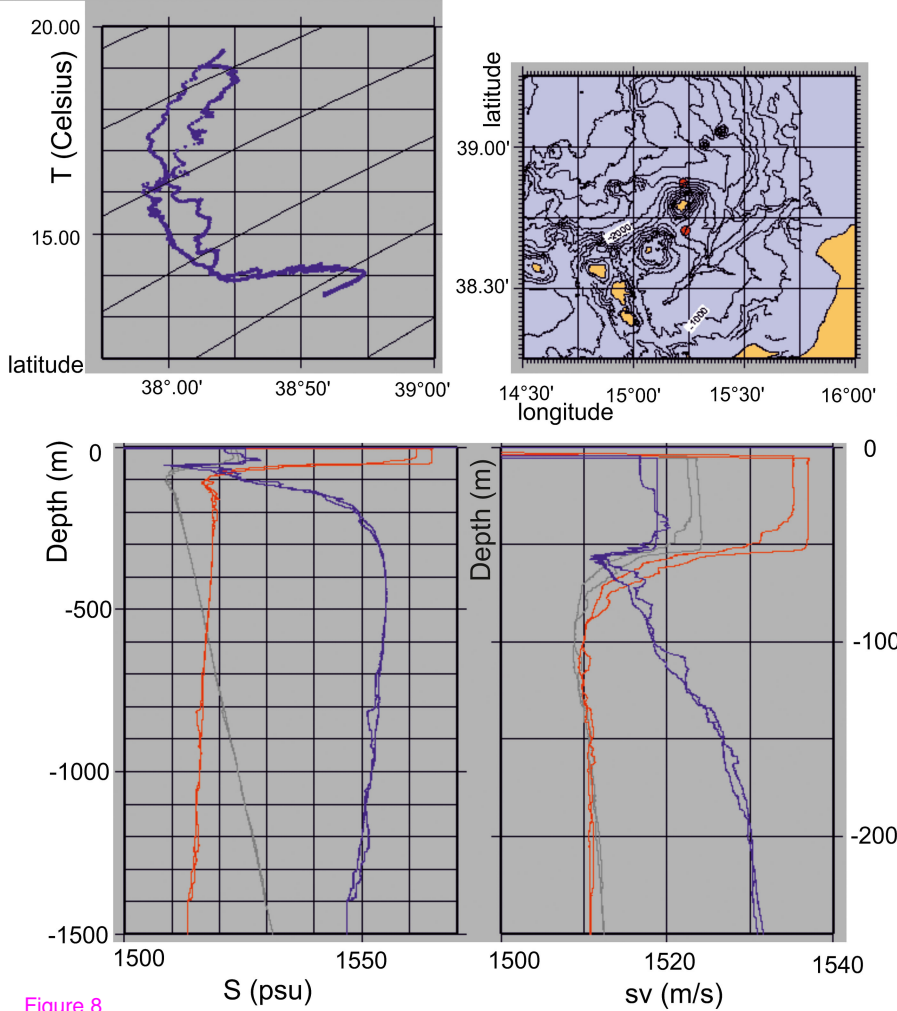 20.00
T (Celsius)
15.00
latitude
38°.00'
38°50'
39°00'
latitude
39.00'
38.30'
-2000
-1000
14°30'
15°00'
15°30'
16°00'
longitude
Depth (m)
0
-500
-1000
-1500
1500
1550
S (psu)
Depth (m)
0
-100
-200
1500
1520
1540
sv (m/s)
Figure 8